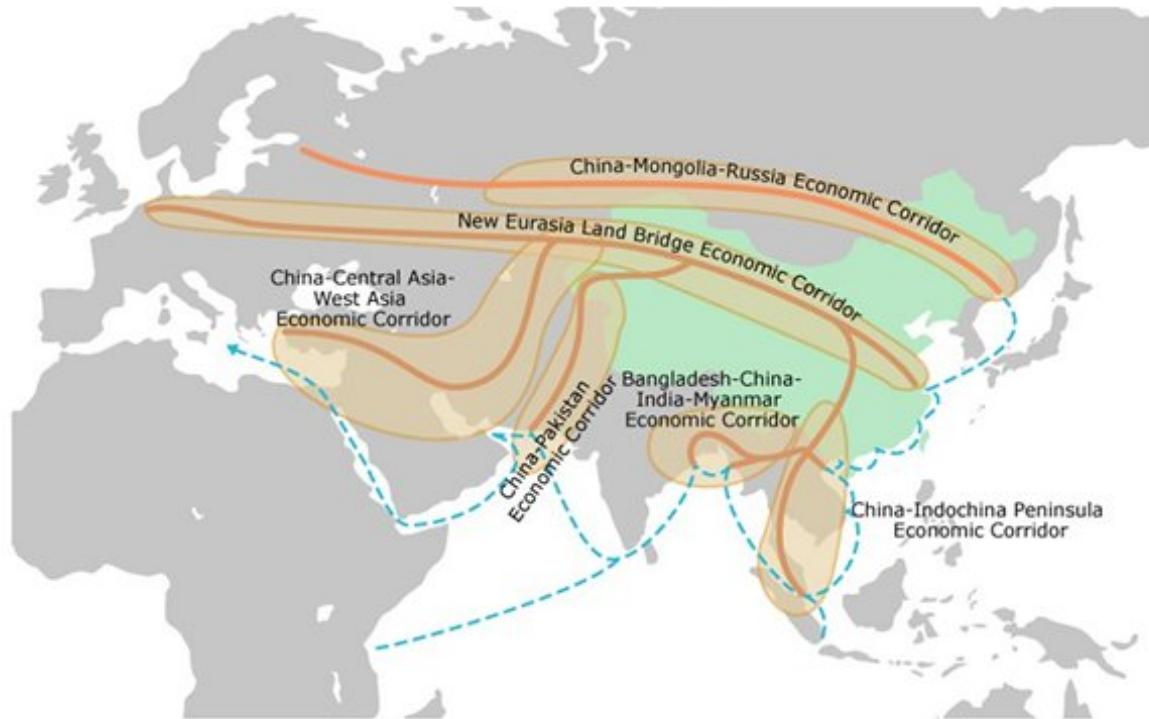 China-Mongolia-Russia Economic Corridor
New Eurasia Land Bridge Economic Corridor
China-Central Asia-
West Asia
Economic Corridor
China-Pakistan
Economic Corridor
Bangladesh-China-
India-Myanmar
Economic Corridor
China-Indochina Peninsula
Economic Corridor